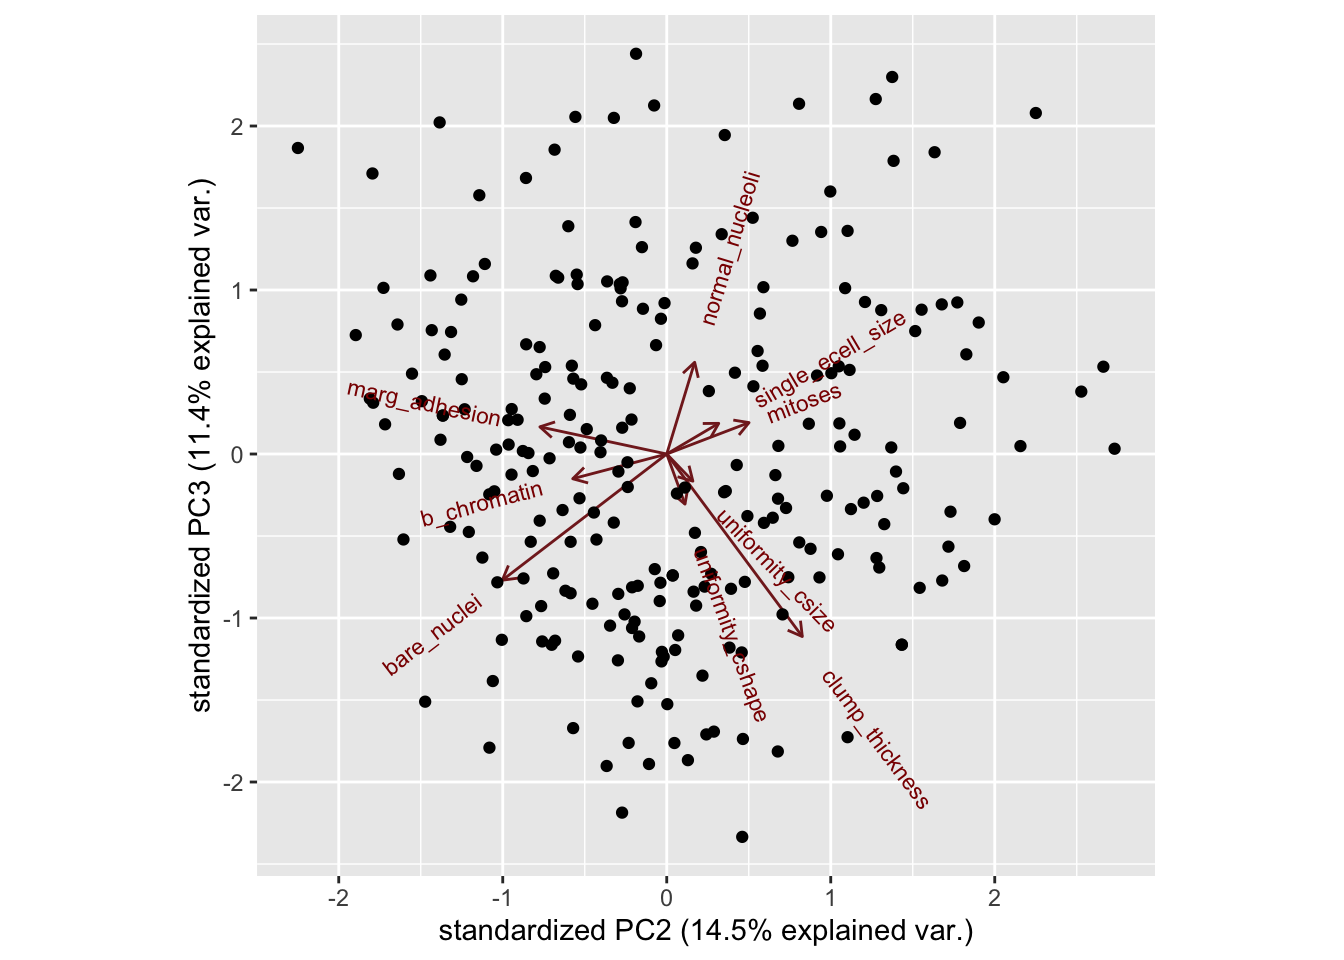 2
1
0
-1
-2
standardized PC3 (11.4% explained var.)
normal_nucleoli
single_ecell_size
mitoses
marg_adhesion
b_chromatin
uniformity_csize
uniformity_cshape
bare_nuclei
clump_thickness
-2 -1 0 1 2
standardized PC2 (14.5% explained var.)